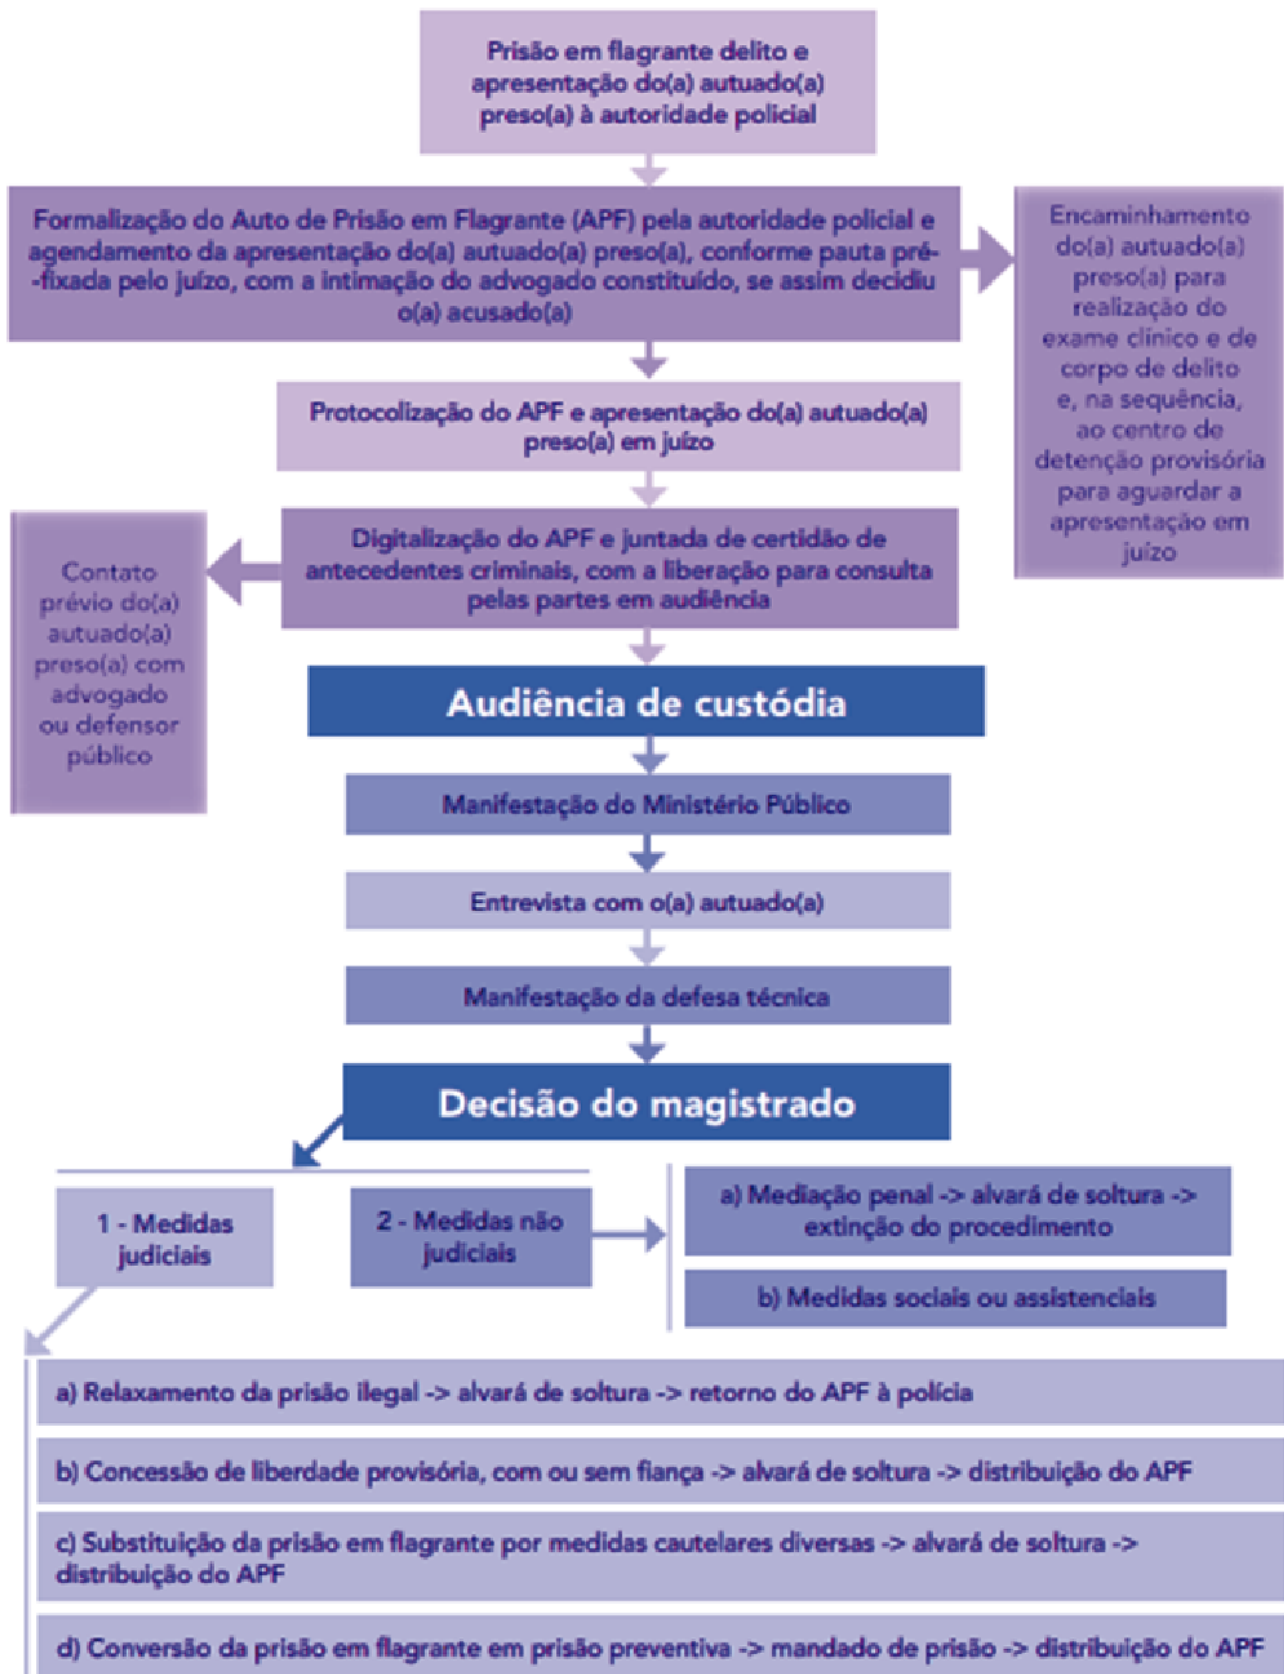 Prisão em flagrante delito e
apresentação do(a) autuado(a)
preso(a) à autoridade policial
Formalização do Auto de Prisão em Flagrante (APF) pela autoridade policial e
agendamento da apresentação do(a) autuado(a) preso(a), conforme pauta pré-
-fixada pelo juízo, com a intimação do advogado constituído, se assim decidiu
o(a) acusado(a)
Encaminhamento
do(a) autuado(a)
preso(a) para
realização do
exame clínico e de
corpo de delito
e, na sequência,
ao centro de
detenção provisória
para aguardar a
apresentação em
juízo
Protocolização do APF e apresentação do(a) autuado(a)
preso(a) em juízo
Digitalização do APF e juntada de certidão de
antecedentes criminais, com a liberação para consulta
pelas partes em audiência
Contato
prévio do(a)
autuado(a)
preso(a) com
advogado
ou defensor
público
Audiência de custódia
Manifestação do Ministério Público
Entrevista com o(a) autuado(a)
Manifestação da defesa técnica
Decisão do magistrado
1 - Medidas
judiciais
2 - Medidas não
judiciais
a) Mediação penal -> alvará de soltura ->
extinção do procedimento
b) Medidas sociais ou assistenciais
a) Relaxamento da prisão ilegal -> alvará de soltura -> retorno do APF à polícia
b) Concessão de liberdade provisória, com ou sem fiança -> alvará de soltura -> distribuição do APF
c) Substituição da prisão em flagrante por medidas cautelares diversas -> alvará de soltura ->
distribuição do APF
d) Conversão da prisão em flagrante em prisão preventiva -> mandado de prisão -> distribuição do APF